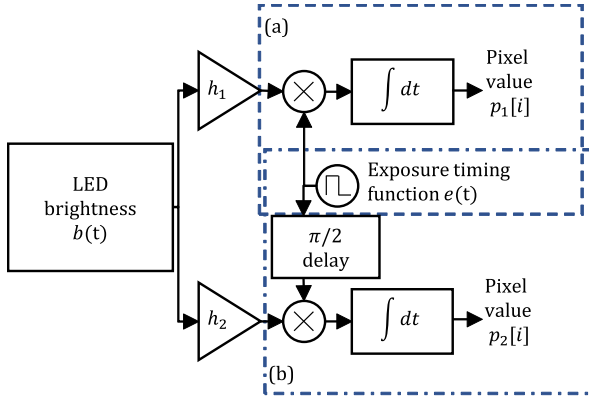 (a)
h₁
×
∫ dt
Pixel
value
p₁[i]
LED
brightness
b(t)
Exposure timing
function e(t)
π/2
delay
h₂
×
∫ dt
Pixel
value
p₂[i]
(b)